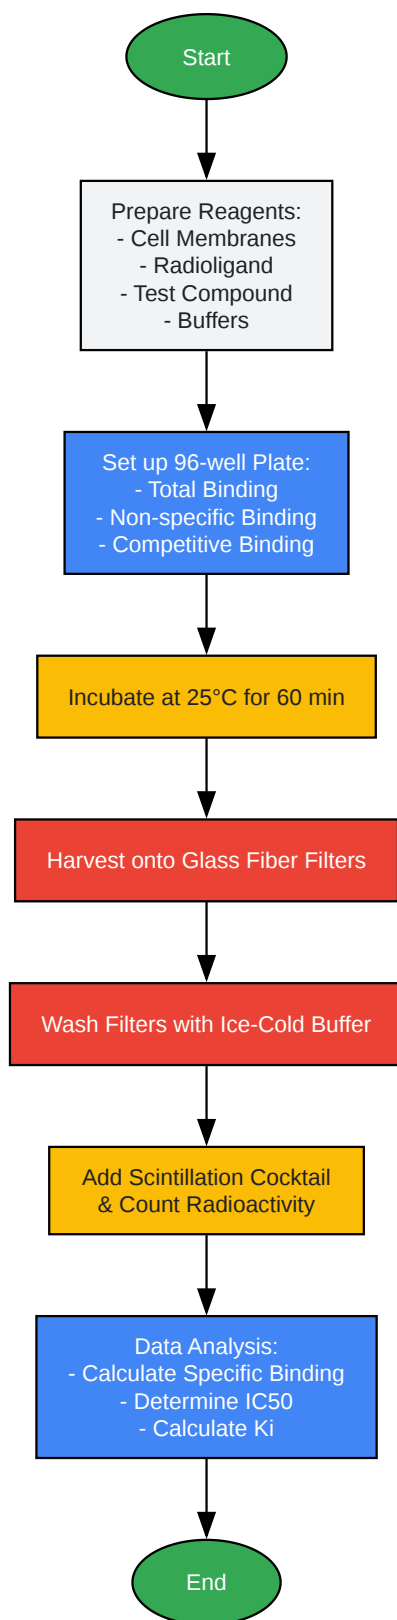 Start
Prepare Reagents:
- Cell Membranes
- Radioligand
- Test Compound
- Buffers
Set up 96-well Plate:
- Total Binding
- Non-specific Binding
- Competitive Binding
Incubate at 25°C for 60 min
Harvest onto Glass Fiber Filters
Wash Filters with Ice-Cold Buffer
Add Scintillation Cocktail
& Count Radioactivity
Data Analysis:
- Calculate Specific Binding
- Determine IC50
- Calculate Ki
End